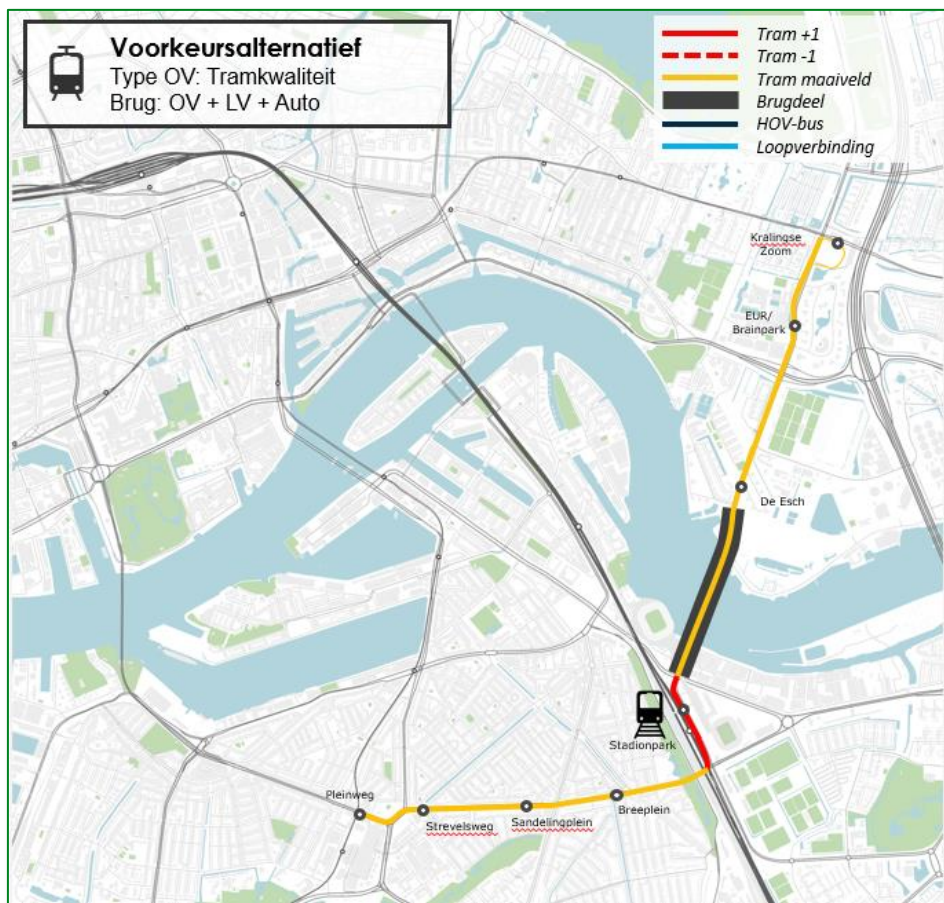 Voorkeursalternatief
Type OV: Tramkwaliteit
Brug: OV + LV + Auto
Tram +1
Tram -1
Tram maaiveld
Brugdeel
HOV-bus
Loopverbinding
Kralingse
Zoom
EUR/
Brainpark
De Esch
Stadionpark
Pleinweg
Strevelsweg
Sandelingplein
Breeplein